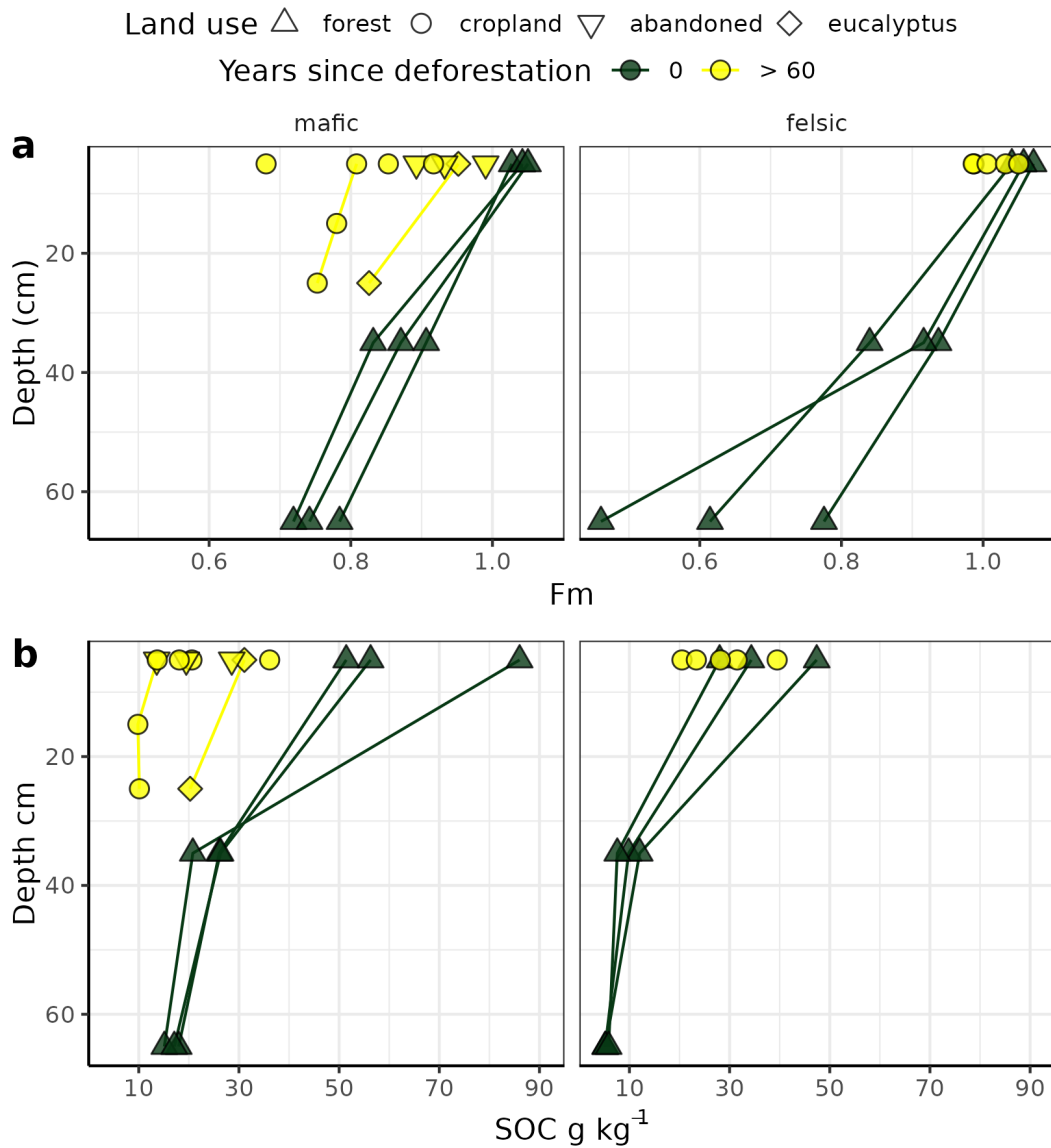 Land use forest cropland abandoned eucalyptus
Years since deforestation 0 > 60
a
mafic felsic
Depth (cm)
20
40
60
0.6 0.8 1.0 0.6 0.8 1.0
Fm
b
Depth cm
20
40
60
10 30 50 70 90 10 30 50 70 90
SOC g kg⁻¹